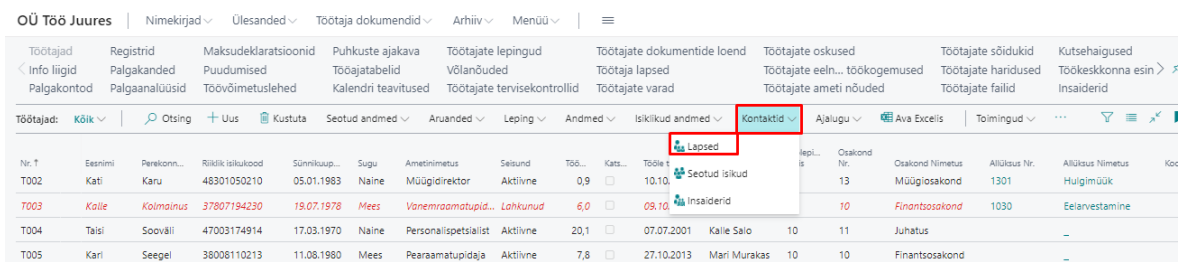 OÜ Töö Juures Nimekirjad Ülesanded Töötaja dokumendid Arhiiv Menüü
Töötajad Registrid Maksudeklaratsioonid Puhkuste ajakava Töötajate lepingud Töötajate dokumentide loend Töötajate oskused Töötajate sõidukid Kutsehaigused
Info liigid Palgakanded Puudumised Tööajatabelid Võlanõuded Töötaja lapsed Töötajate eeln... töökogemused Töötajate haridused Töökeskkonna esin
Palgakontod Palgaanalüüsid Töövõimetuslehed Kalendri teavitused Töötajate tervisekontrollid Töötajate varad Töötajate ameti nõuded Töötajate failid Insaiderid
Töötajad: Kõik Otsing Uus Kustuta Seotud andmed Aruanded Leping Andmed Isiklikud andmed Kontaktid Ajalugu Ava Excelis Toimingud ...
Lapsed
Seotud isikud
Insaiderid
Nr. ↑ Eesnimi Perekonn... Riiklik isikukood Sünnikuup... Sugu Ametinimetus Seisund Töö... Kats... Tööle Osakond Nr. Osakond Nimetus Allüksus Nr. Allüksus Nimetus
T002 Kati Karu 48301050210 05.01.1983 Naine Müügidirektor Aktiivne 0,9 10.10. 13 Müügiosakond 1301 Hulgimüük
T003 Kalle Kolmainus 37807194230 19.07.1978 Mees Vanemraamatupid... Lahkunud 6,0 09.10. 10 Finantsosakond 1030 Eelarvestamine
T004 Taisi Sooväli 47003174914 17.03.1970 Naine Personalispetsialist Aktiivne 20,1 07.07.2001 Kalle Salo 10 11 Juhatus _
T005 Karl Seegel 38008110213 11.08.1980 Mees Pearaamatupidaja Aktiivne 7,8 27.10.2013 Mari Murakas 10 10 Finantsosakond _